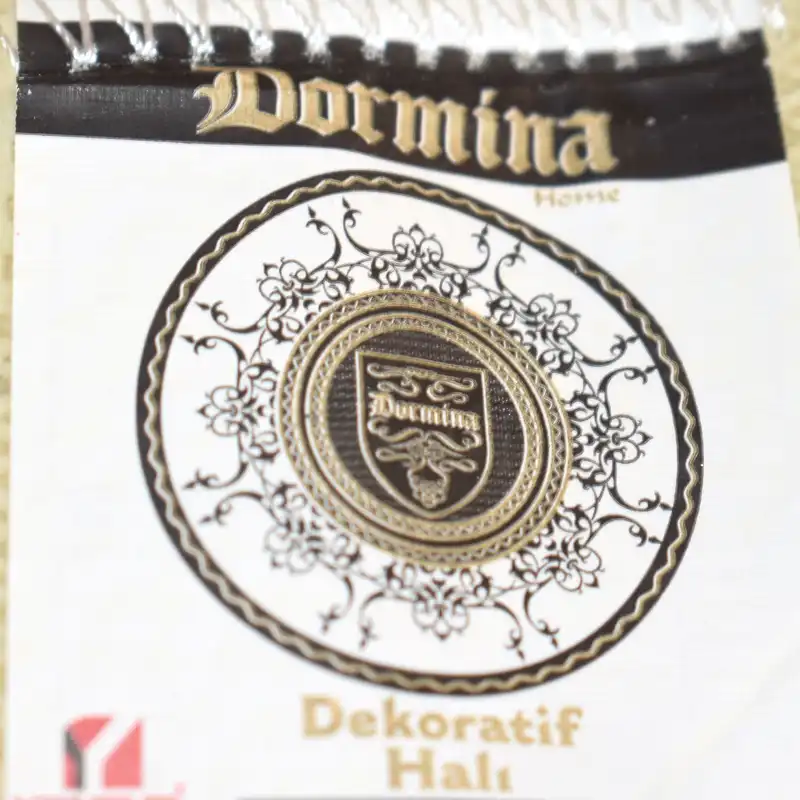 Dormina
Home
Dormina
Dekoratif
Halı